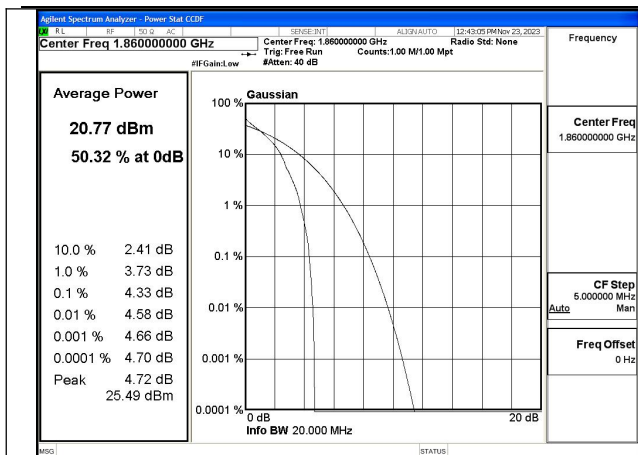 Agilent Spectrum Analyzer - Power Stat CCDF
LXI RL RF 50 Ω AC SENSE:INT ALIGN AUTO 12:43:05 PM Nov 23, 2023
Center Freq 1.860000000 GHz
Center Freq: 1.860000000 GHz Radio Std: None
Trig: Free Run Counts:1.00 M/1.00 Mpt
#IFGain:Low #Atten: 40 dB
Frequency
Average Power
20.77 dBm
50.32 % at 0dB
10.0 % 2.41 dB
1.0 % 3.73 dB
0.1 % 4.33 dB
0.01 % 4.58 dB
0.001 % 4.66 dB
0.0001 % 4.70 dB
Peak 4.72 dB
25.49 dBm
Gaussian
100 %
10 %
1 %
0.1 %
0.01 %
0.001 %
0.0001 %
0 dB 20 dB
Info BW 20.000 MHz
Center Freq
1.860000000 GHz
CF Step
5.000000 MHz
Auto Man
Freq Offset
0 Hz
MSG STATUS